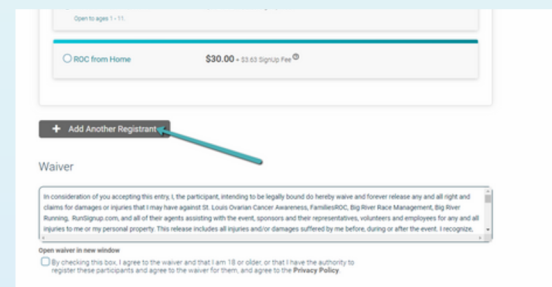 Open to ages 1 - 11.
ROC from Home $30.00 + $3.63 SignUp Fee
+ Add Another Registrant
Waiver
In consideration of you accepting this entry, I, the participant, intending to be legally bound do hereby waive and forever release any and all right and
claims for damages or injuries that I may have against St. Louis Ovarian Cancer Awareness, FamiliesROC, Big River Race Management, Big River
Running, RunSignup.com, and all of their agents assisting with the event, sponsors and their representatives, volunteers and employees for any and all
injuries to me or my personal property. This release includes all injuries and/or damages suffered by me before, during or after the event. I recognize,
Open waiver in new window
By checking this box, I agree to the waiver and that I am 18 or older, or that I have the authority to
register these participants and agree to the waiver for them, and agree to the Privacy Policy.